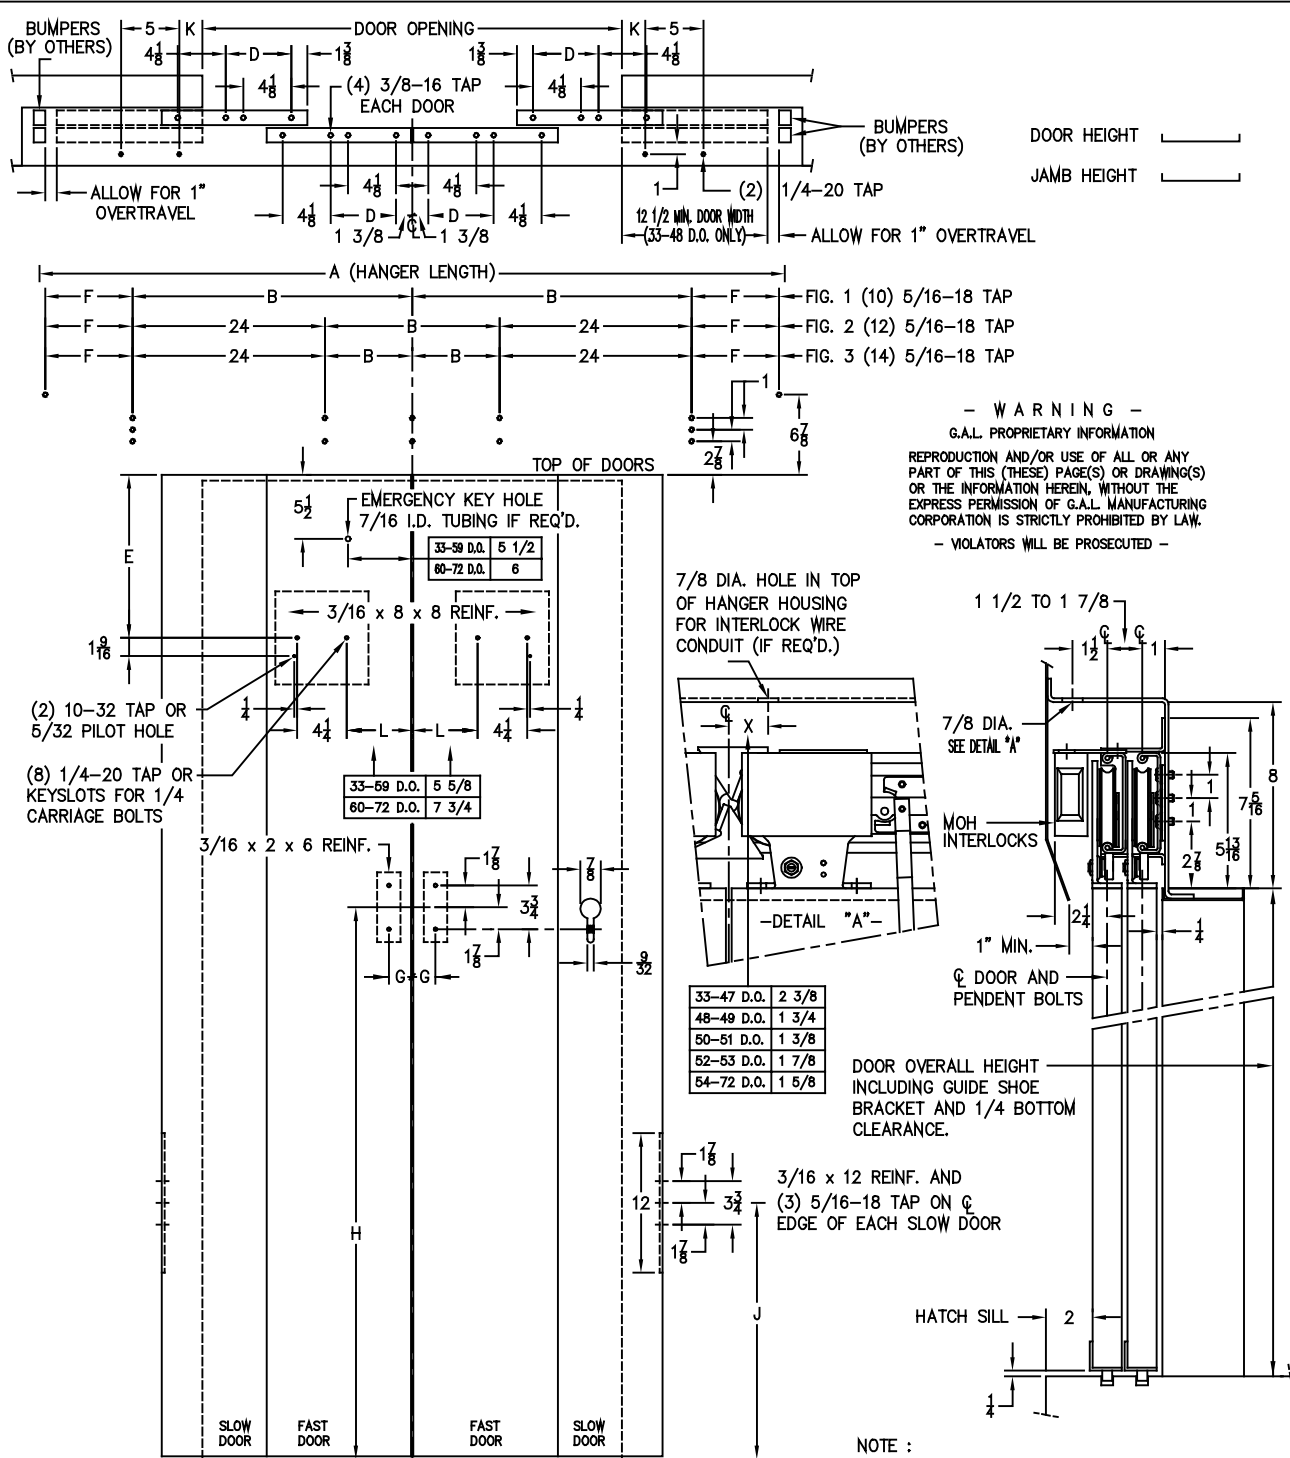 BUMPERS
(BY OTHERS)
5
K
DOOR OPENING
K
5
4 1/8
D
1 3/8
1 3/8
D
4 1/8
4 1/8
(4) 3/8-16 TAP
EACH DOOR
4 1/8
BUMPERS
(BY OTHERS)
DOOR HEIGHT
JAMB HEIGHT
ALLOW FOR 1"
OVERTRAVEL
4 1/8
4 1/8
1
(2) 1/4-20 TAP
4 1/8
D
D
4 1/8
1 3/8
℄
1 3/8
12 1/2 MIN. DOOR WIDTH
(33-48 D.O. ONLY)
ALLOW FOR 1" OVERTRAVEL
A (HANGER LENGTH)
F
B
B
F
FIG. 1 (10) 5/16-18 TAP
F
24
B
24
F
FIG. 2 (12) 5/16-18 TAP
F
24
B
B
24
F
FIG. 3 (14) 5/16-18 TAP
1
6 7/8
2 7/8
- W A R N I N G -
G.A.L. PROPRIETARY INFORMATION
REPRODUCTION AND/OR USE OF ALL OR ANY
PART OF THIS (THESE) PAGE(S) OR DRAWING(S)
OR THE INFORMATION HEREIN, WITHOUT THE
EXPRESS PERMISSION OF G.A.L. MANUFACTURING
CORPORATION IS STRICTLY PROHIBITED BY LAW.
- VIOLATORS WILL BE PROSECUTED -
TOP OF DOORS
5 1/2
EMERGENCY KEY HOLE
7/16 I.D. TUBING IF REQ'D.
33-59 D.O. 5 1/2
60-72 D.O. 6
E
3/16 x 8 x 8 REINF.
1 9/16
(2) 10-32 TAP OR
5/32 PILOT HOLE
1/4
4 1/4
L
L
4 1/4
1/4
(8) 1/4-20 TAP OR
KEYSLOTS FOR 1/4
CARRIAGE BOLTS
33-59 D.O. 5 5/8
60-72 D.O. 7 3/4
3/16 x 2 x 6 REINF.
1 7/8
7/8
3 3/4
1 7/8
9/32
G
G
7/8 DIA. HOLE IN TOP
OF HANGER HOUSING
FOR INTERLOCK WIRE
CONDUIT (IF REQ'D.)
℄
X
-DETAIL "A"-
33-47 D.O. 2 3/8
48-49 D.O. 1 3/4
50-51 D.O. 1 3/8
52-53 D.O. 1 7/8
54-72 D.O. 1 5/8
1 1/2 TO 1 7/8
℄
℄
1 1/2
1
7/8 DIA.
SEE DETAIL "A"
MOH
INTERLOCKS
1
1
2 7/8
5 13/16
7 5/16
8
2 1/4
1/4
1" MIN.
℄ DOOR AND
PENDENT BOLTS
DOOR OVERALL HEIGHT
INCLUDING GUIDE SHOE
BRACKET AND 1/4 BOTTOM
CLEARANCE.
1 7/8
12
3 3/4
1 7/8
3/16 x 12 REINF. AND
(3) 5/16-18 TAP ON ℄
EDGE OF EACH SLOW DOOR
H
J
HATCH SILL
2
1/4
SLOW
DOOR
FAST
DOOR
FAST
DOOR
SLOW
DOOR
NOTE :